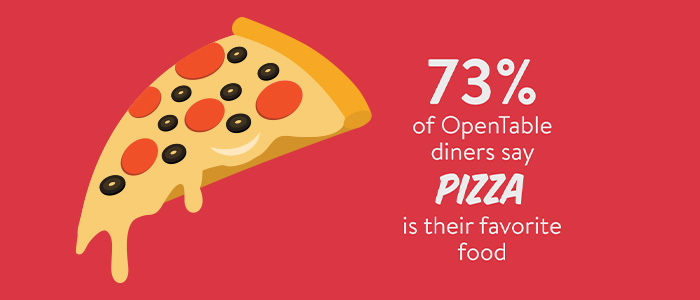 73%
of OpenTable
diners say
PIZZA
is their favorite
food